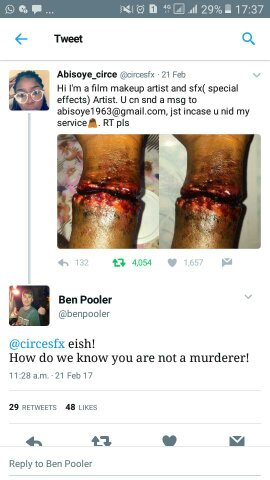 29% 17:37
Tweet
Abisoye_circe @circesfx · 21 Feb
Hi I'm a film makeup artist and sfx( special
effects) Artist. U cn snd a msg to
abisoye1963@gmail.com, jst incase u nid my
service. RT pls
132 4,054 1,657
Ben Pooler
@benpooler
@circesfx eish!
How do we know you are not a murderer!
11:28 a.m. · 21 Feb 17
29 RETWEETS 48 LIKES
Reply to Ben Pooler